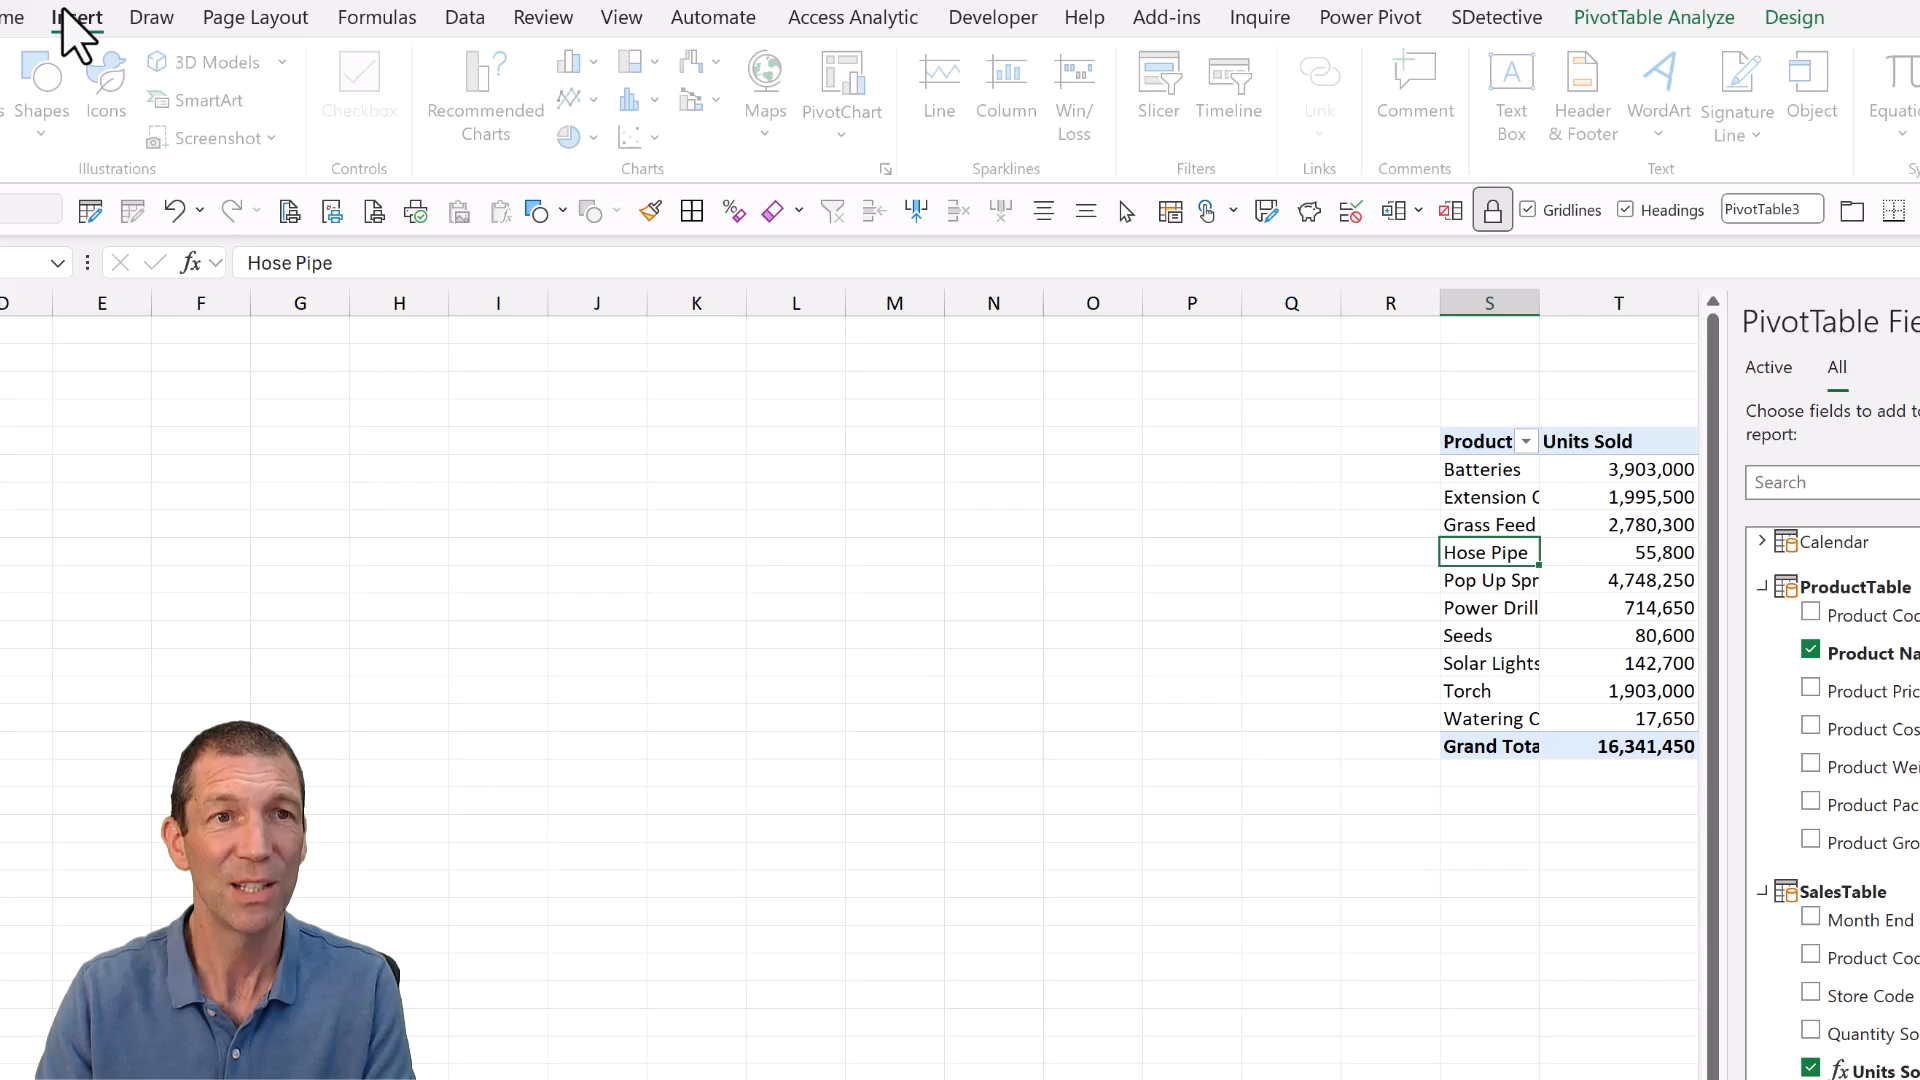 me Insert Draw Page Layout Formulas Data Review View Automate Access Analytic Developer Help Add-ins Inquire Power Pivot SDetective PivotTable Analyze Design
s Shapes Icons 3D Models SmartArt Screenshot
Checkbox
Recommended Charts
Maps PivotChart
Line Column Win/ Loss
Slicer Timeline
Link
Comment
Text Box Header & Footer WordArt Signature Line Object
Equati
Illustrations Controls Charts Sparklines Filters Links Comments Text Sy
Gridlines Headings PivotTable3
fx Hose Pipe
D E F G H I J K L M N O P Q R S T
Product Units Sold
Batteries 3,903,000
Extension C 1,995,500
Grass Feed 2,780,300
Hose Pipe 55,800
Pop Up Spr 4,748,250
Power Drill 714,650
Seeds 80,600
Solar Lights 142,700
Torch 1,903,000
Watering C 17,650
Grand Tota 16,341,450
PivotTable Fie
Active All
Choose fields to add to
report:
Search
Calendar
ProductTable
Product Coc
Product Na
Product Pric
Product Cos
Product Wei
Product Pac
Product Gro
SalesTable
Month End
Product Coc
Store Code
Quantity So
fx Units So